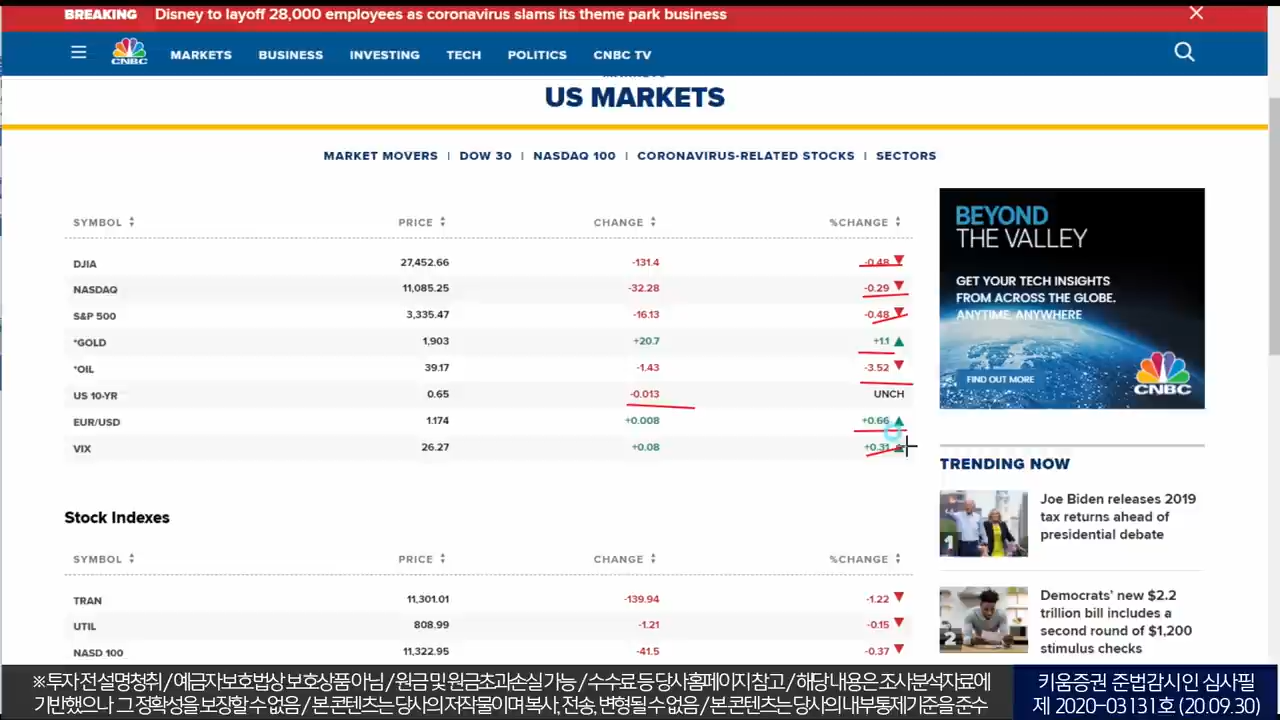 BREAKING Disney to layoff 28,000 employees as coronavirus slams its theme park business
CNBC MARKETS BUSINESS INVESTING TECH POLITICS CNBC TV
US MARKETS
MARKET MOVERS | DOW 30 | NASDAQ 100 | CORONAVIRUS-RELATED STOCKS | SECTORS
SYMBOL PRICE CHANGE %CHANGE
DJIA 27,452.66 -131.4 -0.48
NASDAQ 11,085.25 -32.28 -0.29
S&P 500 3,335.47 -16.13 -0.48
*GOLD 1,903 +20.7 +1.1
*OIL 39.17 -1.43 -3.52
US 10-YR 0.65 -0.013 UNCH
EUR/USD 1.174 +0.008 +0.66
VIX 26.27 +0.08 +0.31
Stock Indexes
SYMBOL PRICE CHANGE %CHANGE
TRAN 11,301.01 -139.94 -1.22
UTIL 808.99 -1.21 -0.15
NASD 100 11,322.95 -41.5 -0.37
BEYOND
THE VALLEY
GET YOUR TECH INSIGHTS
FROM ACROSS THE GLOBE.
ANYTIME, ANYWHERE
FIND OUT MORE
CNBC
TRENDING NOW
1
Joe Biden releases 2019
tax returns ahead of
presidential debate
2
Democrats' new $2.2
trillion bill includes a
second round of $1,200
stimulus checks
※투자 전 설명청취/예금자보호법상 보호상품 아님/원금 및 원금초과손실 가능/수수료 등 당사홈페이지 참고/해당 내용은 조사분석자료에
기반했으나 그 정확성을 보장할 수 없음/본 콘텐츠는 당사의 저작물이며 복사, 전송, 변형될 수 없음/본 콘텐츠는 당사의 내부통제기준을 준수
키움증권 준법감시인 심사필
제 2020-03131호 (20.09.30)